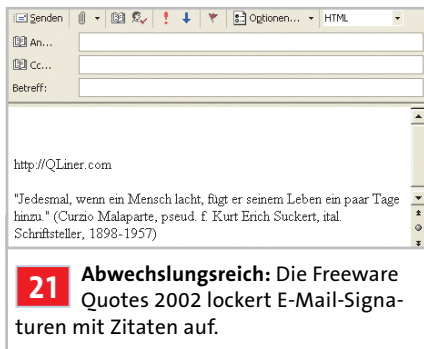 Senden Optionen... HTML
An...
Cc...
Betreff:
http://QLiner.com
"Jedesmal, wenn ein Mensch lacht, fügt er seinem Leben ein paar Tage
hinzu." (Curzio Malaparte, pseud. f. Kurt Erich Suckert, ital.
Schriftsteller, 1898-1957)
21 Abwechslungsreich: Die Freeware
Quotes 2002 lockert E-Mail-Signa-
turen mit Zitaten auf.